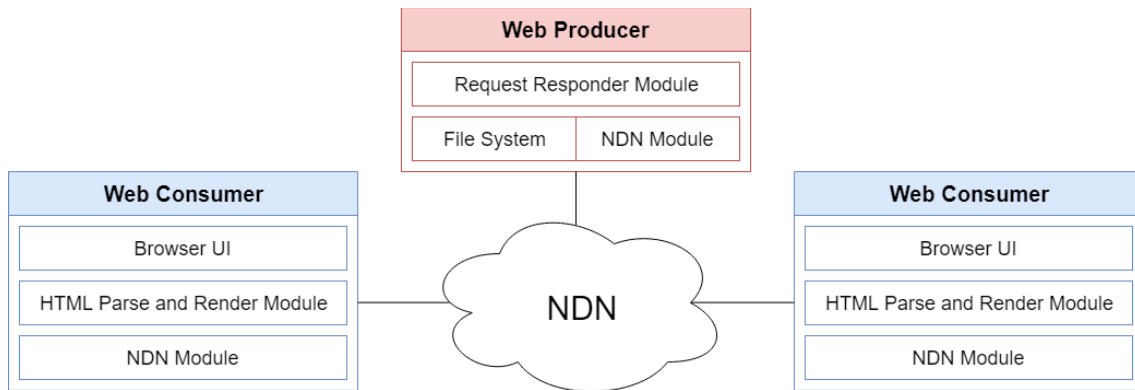 Web Producer
Request Responder Module
File System
NDN Module
Web Consumer
Browser UI
HTML Parse and Render Module
NDN Module
NDN
Web Consumer
Browser UI
HTML Parse and Render Module
NDN Module